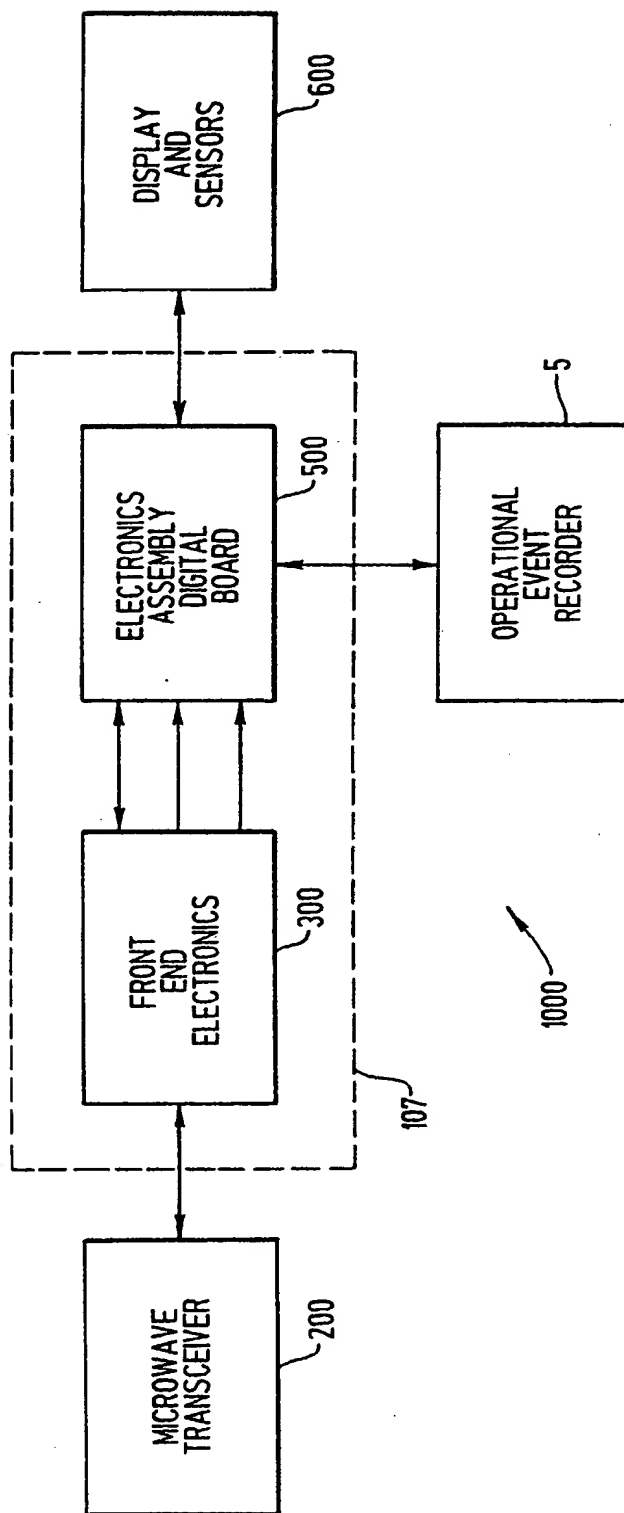 MICROWAVE
TRANSCEIVER
200
FRONT
END
ELECTRONICS
300
107
ELECTRONICS
ASSEMBLY
DIGITAL
BOARD
500
DISPLAY
AND
SENSORS
600
OPERATIONAL
EVENT
RECORDER
5
1000